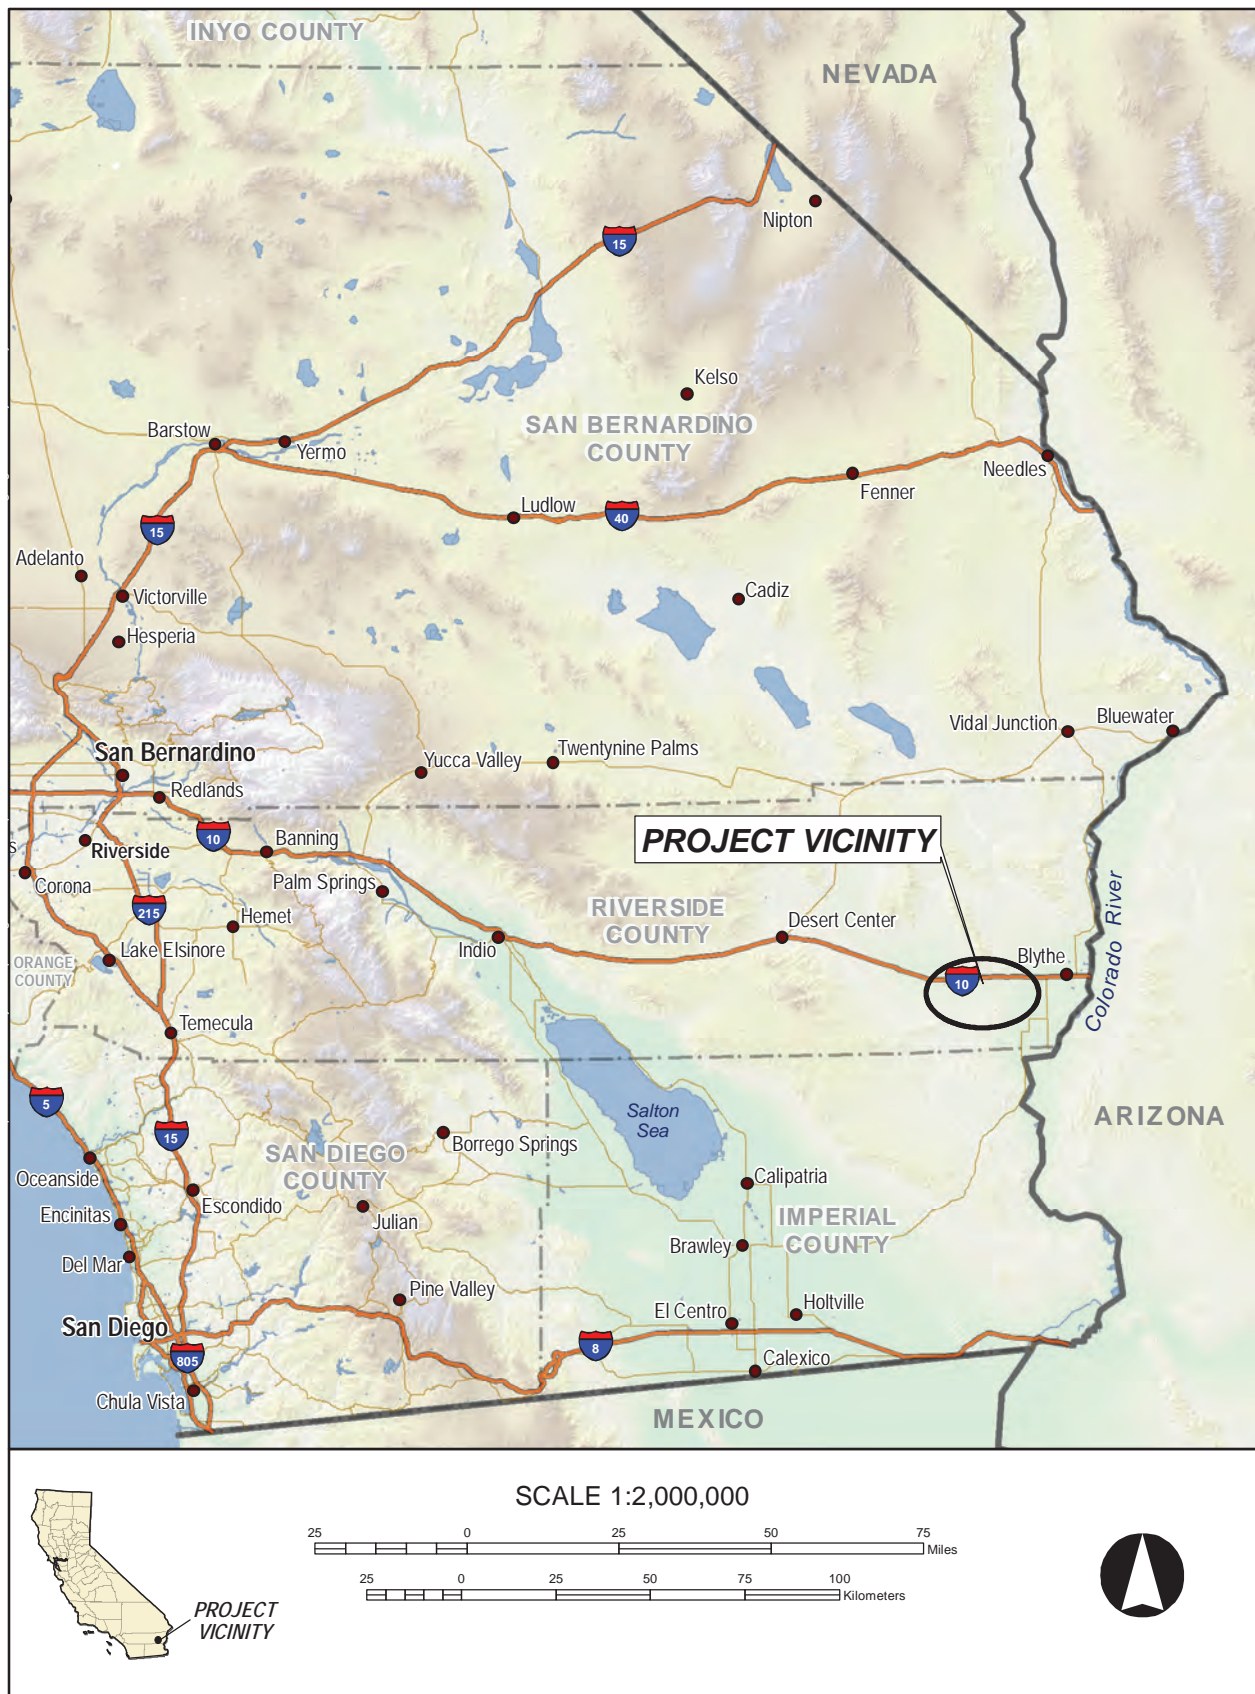 INYO COUNTY
NEVADA
Nipton
15
Kelso
SAN BERNARDINO
COUNTY
Barstow
Yermo
Needles
Fenner
Ludlow
40
15
Adelanto
Victorville
Hesperia
Cadiz
Vidal Junction
Bluewater
San Bernardino
Yucca Valley
Twentynine Palms
Redlands
10
Banning
PROJECT VICINITY
s
Riverside
Corona
Palm Springs
215
Hemet
RIVERSIDE
COUNTY
Desert Center
Colorado River
Lake Elsinore
Indio
ORANGE
COUNTY
Blythe
10
Temecula
5
15
Salton
Sea
ARIZONA
SAN DIEGO
COUNTY
Borrego Springs
Oceanside
Escondido
Calipatria
Encinitas
Julian
IMPERIAL
COUNTY
Brawley
Del Mar
Pine Valley
El Centro
Holtville
San Diego
8
805
Calexico
Chula Vista
MEXICO
SCALE 1:2,000,000
25 0 25 50 75
Miles
25 0 25 50 75 100
Kilometers
PROJECT
VICINITY